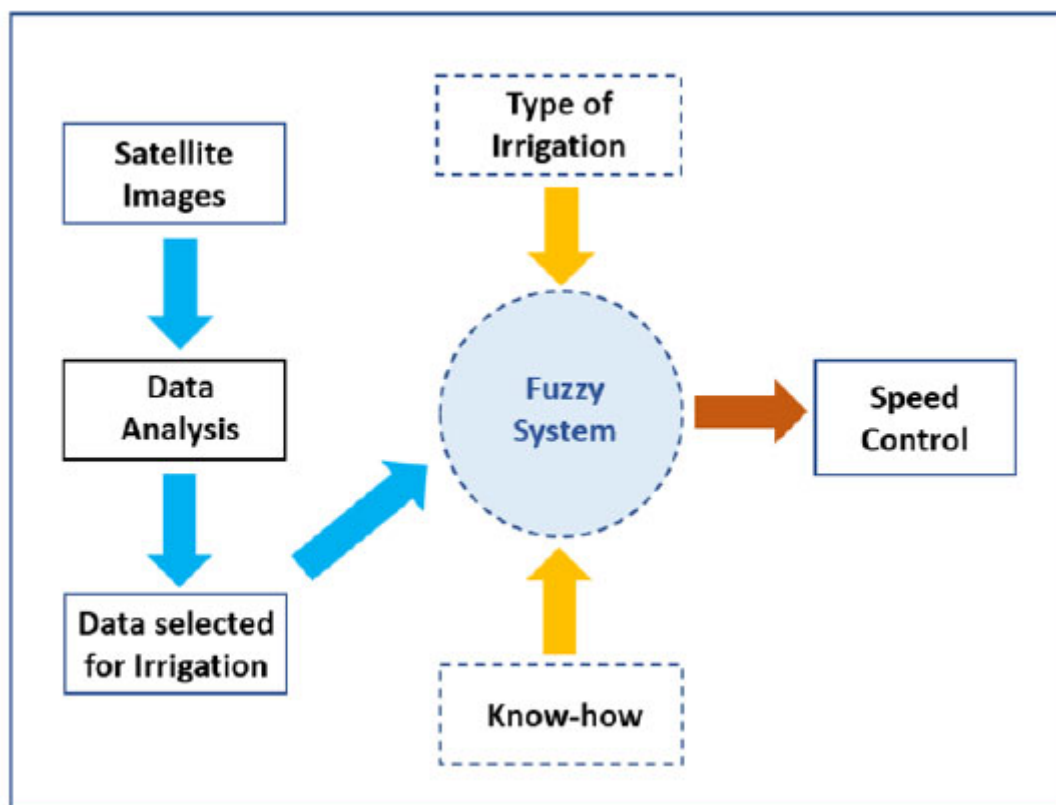 Satellite
Images
Data
Analysis
Data selected
for Irrigation
Type of
Irrigation
Fuzzy
System
Know-how
Speed
Control